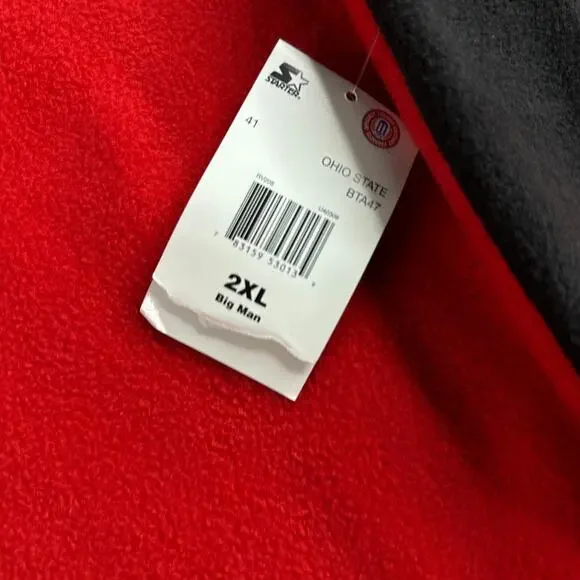 STARTER
41
OHIO STATE
BTA47
7 83159 53013 9
2XL
Big Man